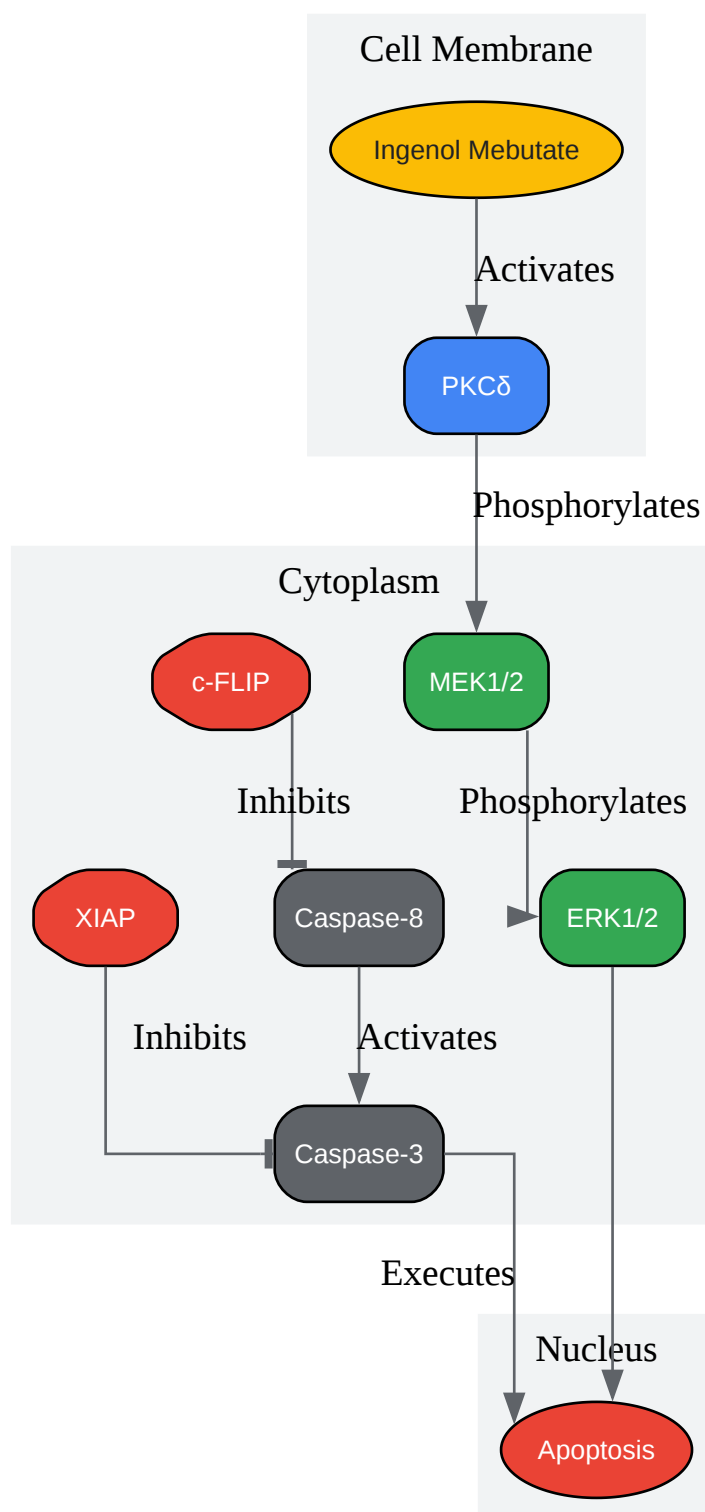 Cell Membrane
Ingenol Mebutate
Activates
PKCδ
Phosphorylates
Cytoplasm
c-FLIP
MEK1/2
Inhibits
Phosphorylates
XIAP
Caspase-8
ERK1/2
Inhibits
Activates
Caspase-3
Executes
Nucleus
Apoptosis